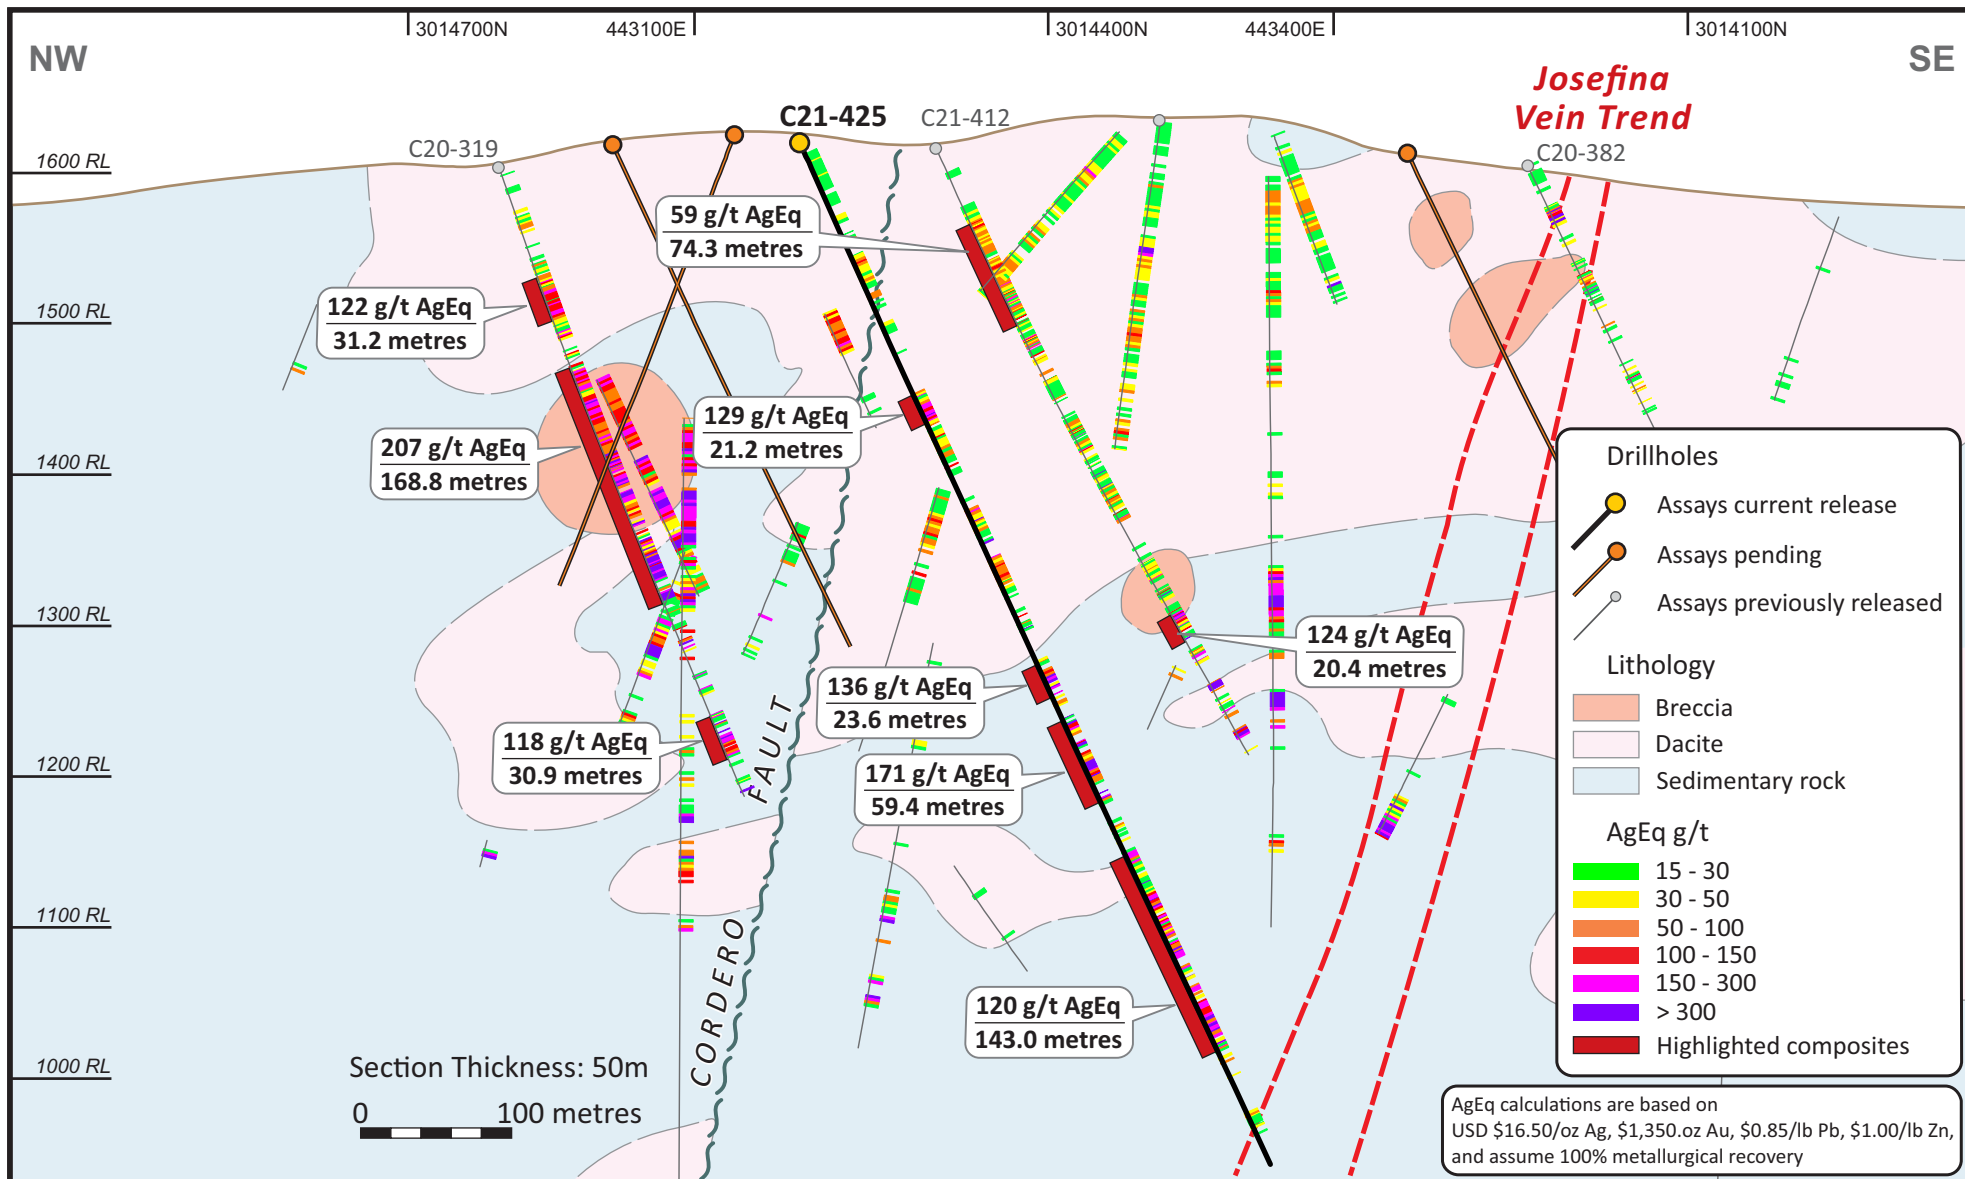 3014700N
443100E
3014400N
443400E
3014100N
NW
SE
Josefina
Vein Trend
C20-319
C21-425
C21-412
C20-382
1600 RL
1500 RL
1400 RL
1300 RL
1200 RL
1100 RL
1000 RL
59 g/t AgEq
74.3 metres
122 g/t AgEq
31.2 metres
129 g/t AgEq
21.2 metres
207 g/t AgEq
168.8 metres
124 g/t AgEq
20.4 metres
136 g/t AgEq
23.6 metres
118 g/t AgEq
30.9 metres
171 g/t AgEq
59.4 metres
120 g/t AgEq
143.0 metres
CORDERO FAULT
Section Thickness: 50m
0 100 metres
Drillholes
Assays current release
Assays pending
Assays previously released
Lithology
Breccia
Dacite
Sedimentary rock
AgEq g/t
15 - 30
30 - 50
50 - 100
100 - 150
150 - 300
> 300
Highlighted composites
AgEq calculations are based on
USD $16.50/oz Ag, $1,350.oz Au, $0.85/lb Pb, $1.00/lb Zn,
and assume 100% metallurgical recovery